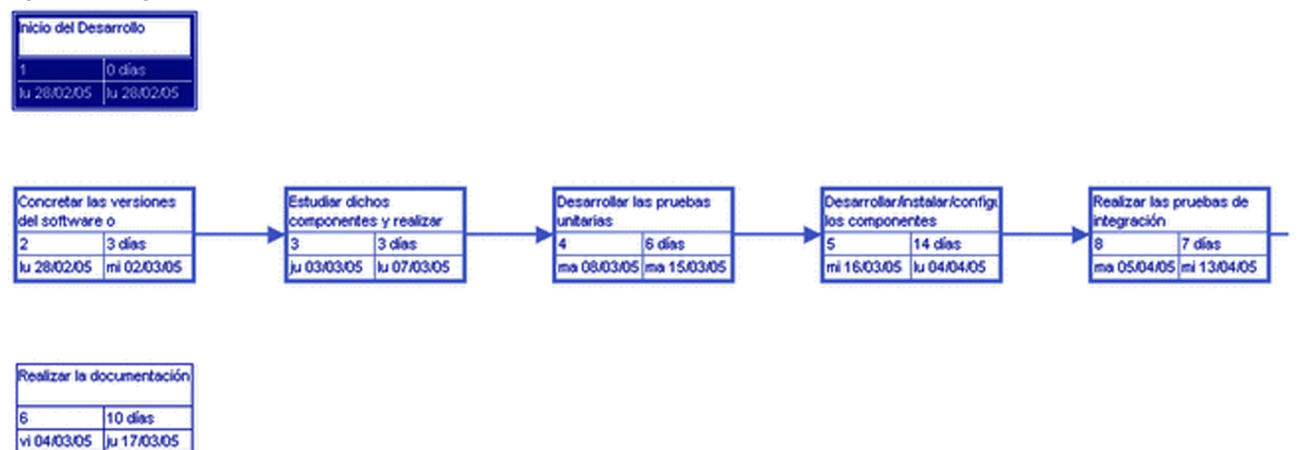 Inicio del Desarrollo
1 0 días
lu 28/02/05 lu 28/02/05
Concretar las versiones
del software o
2 3 días
lu 28/02/05 mi 02/03/05
Estudiar dichos
componentes y realizar
3 3 días
ju 03/03/05 lu 07/03/05
Desarrollar las pruebas
unitarias
4 6 días
ma 08/03/05 ma 15/03/05
Desarrollar/instalar/configu
los componentes
5 14 días
mi 16/03/05 lu 04/04/05
Realizar las pruebas de
integración
8 7 días
ma 05/04/05 mi 13/04/05
Realizar la documentación
6 10 días
vi 04/03/05 ju 17/03/05